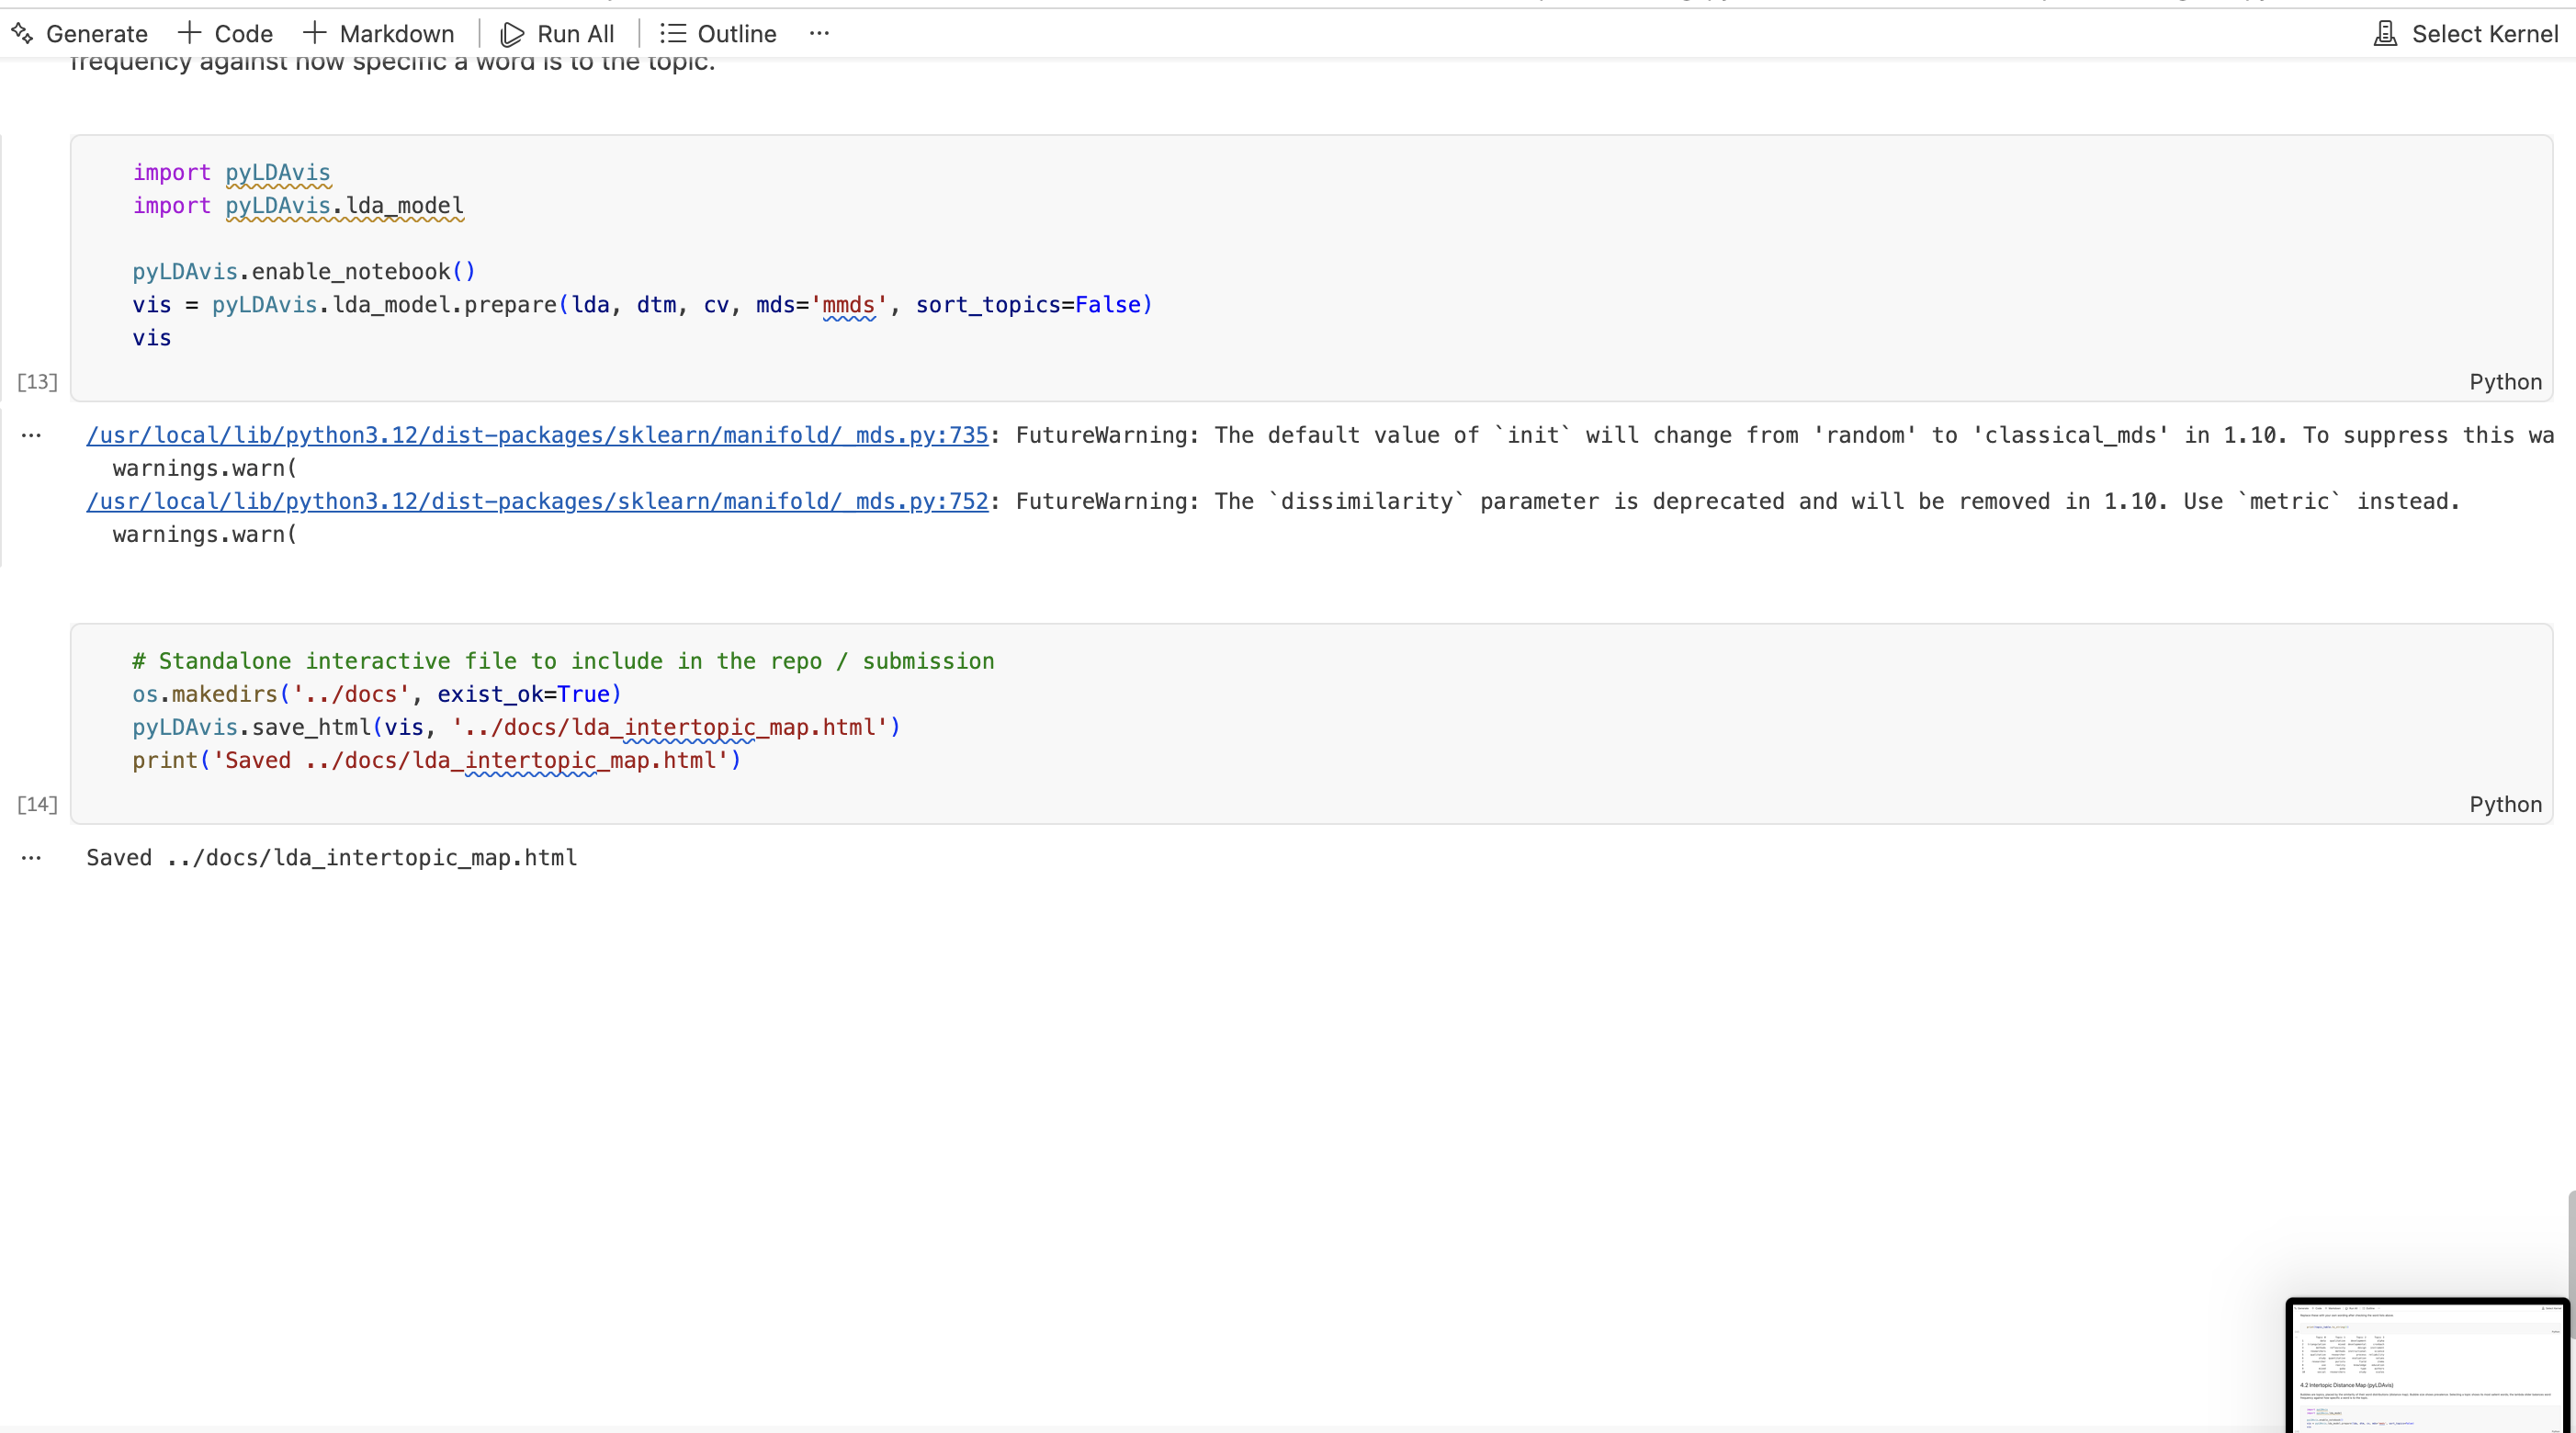 Generate + Code + Markdown Run All Outline ··· Select Kernel
frequency against how specific a word is to the topic.
import pyLDAvis
import pyLDAvis.lda_model
pyLDAvis.enable_notebook()
vis = pyLDAvis.lda_model.prepare(lda, dtm, cv, mds='mmds', sort_topics=False)
vis
[13] Python
··· /usr/local/lib/python3.12/dist-packages/sklearn/manifold/_mds.py:735: FutureWarning: The default value of `init` will change from 'random' to 'classical_mds' in 1.10. To suppress this wa
warnings.warn(
/usr/local/lib/python3.12/dist-packages/sklearn/manifold/_mds.py:752: FutureWarning: The `dissimilarity` parameter is deprecated and will be removed in 1.10. Use `metric` instead.
warnings.warn(
# Standalone interactive file to include in the repo / submission
os.makedirs('../docs', exist_ok=True)
pyLDAvis.save_html(vis, '../docs/lda_intertopic_map.html')
print('Saved ../docs/lda_intertopic_map.html')
[14] Python
··· Saved ../docs/lda_intertopic_map.html
4.2 Intertopic Distance Map (pyLDAvis)